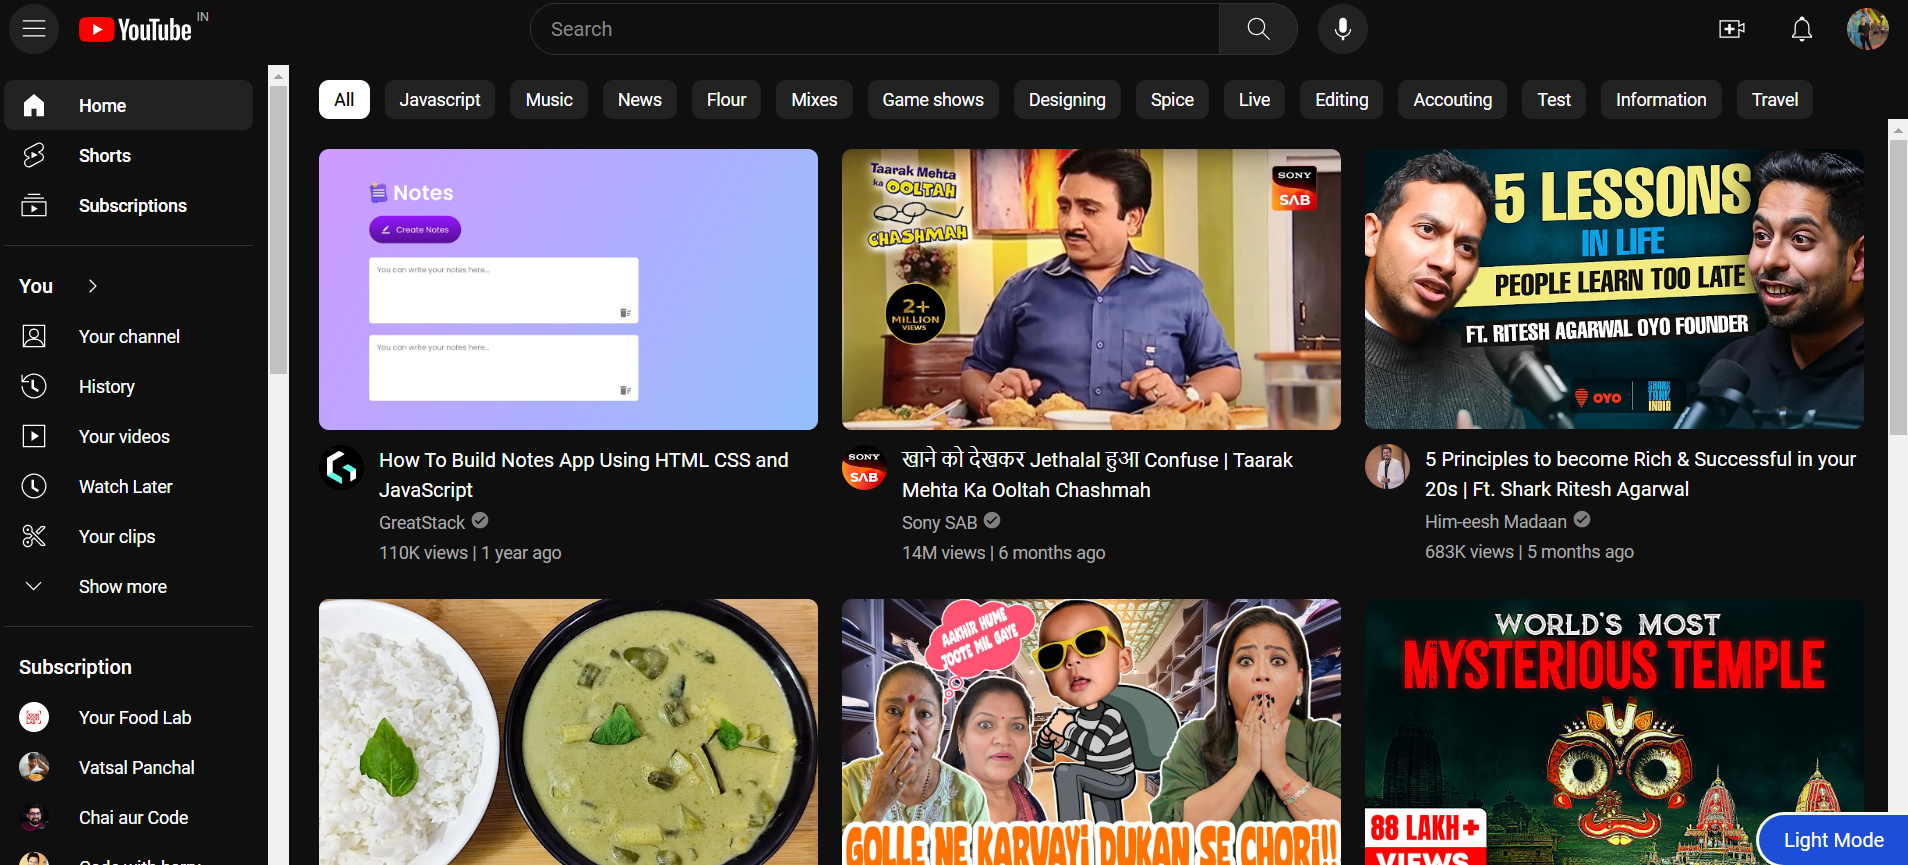 YouTube IN
Search
Home
Shorts
Subscriptions
You
Your channel
History
Your videos
Watch Later
Your clips
Show more
Subscription
Your Food Lab
Vatsal Panchal
Chai aur Code
All
Javascript
Music
News
Flour
Mixes
Game shows
Designing
Spice
Live
Editing
Accouting
Test
Information
Travel
Notes
Create Notes
You can write your notes here...
You can write your notes here...
How To Build Notes App Using HTML CSS and
JavaScript
GreatStack
110K views | 1 year ago
Taarak Mehta
ka OOLTAH
CHASHMAH
2+
MILLION
VIEWS
SONY
SAB
SONY
SAB
खाने को देखकर Jethalal हुआ Confuse | Taarak
Mehta Ka Ooltah Chashmah
Sony SAB
14M views | 6 months ago
5 LESSONS
IN LIFE
PEOPLE LEARN TOO LATE
FT. RITESH AGARWAL OYO FOUNDER
OYO
SHARK
TANK
INDIA
5 Principles to become Rich & Successful in your
20s | Ft. Shark Ritesh Agarwal
Him-eesh Madaan
683K views | 5 months ago
AAKHIR HUME
JOOTE MIL GAYE
GOLLE NE KARVAYi DUKAN SE CHORi!!
WORLD'S MOST
MYSTERIOUS TEMPLE
88 LAKH+
VIEWS
Light Mode